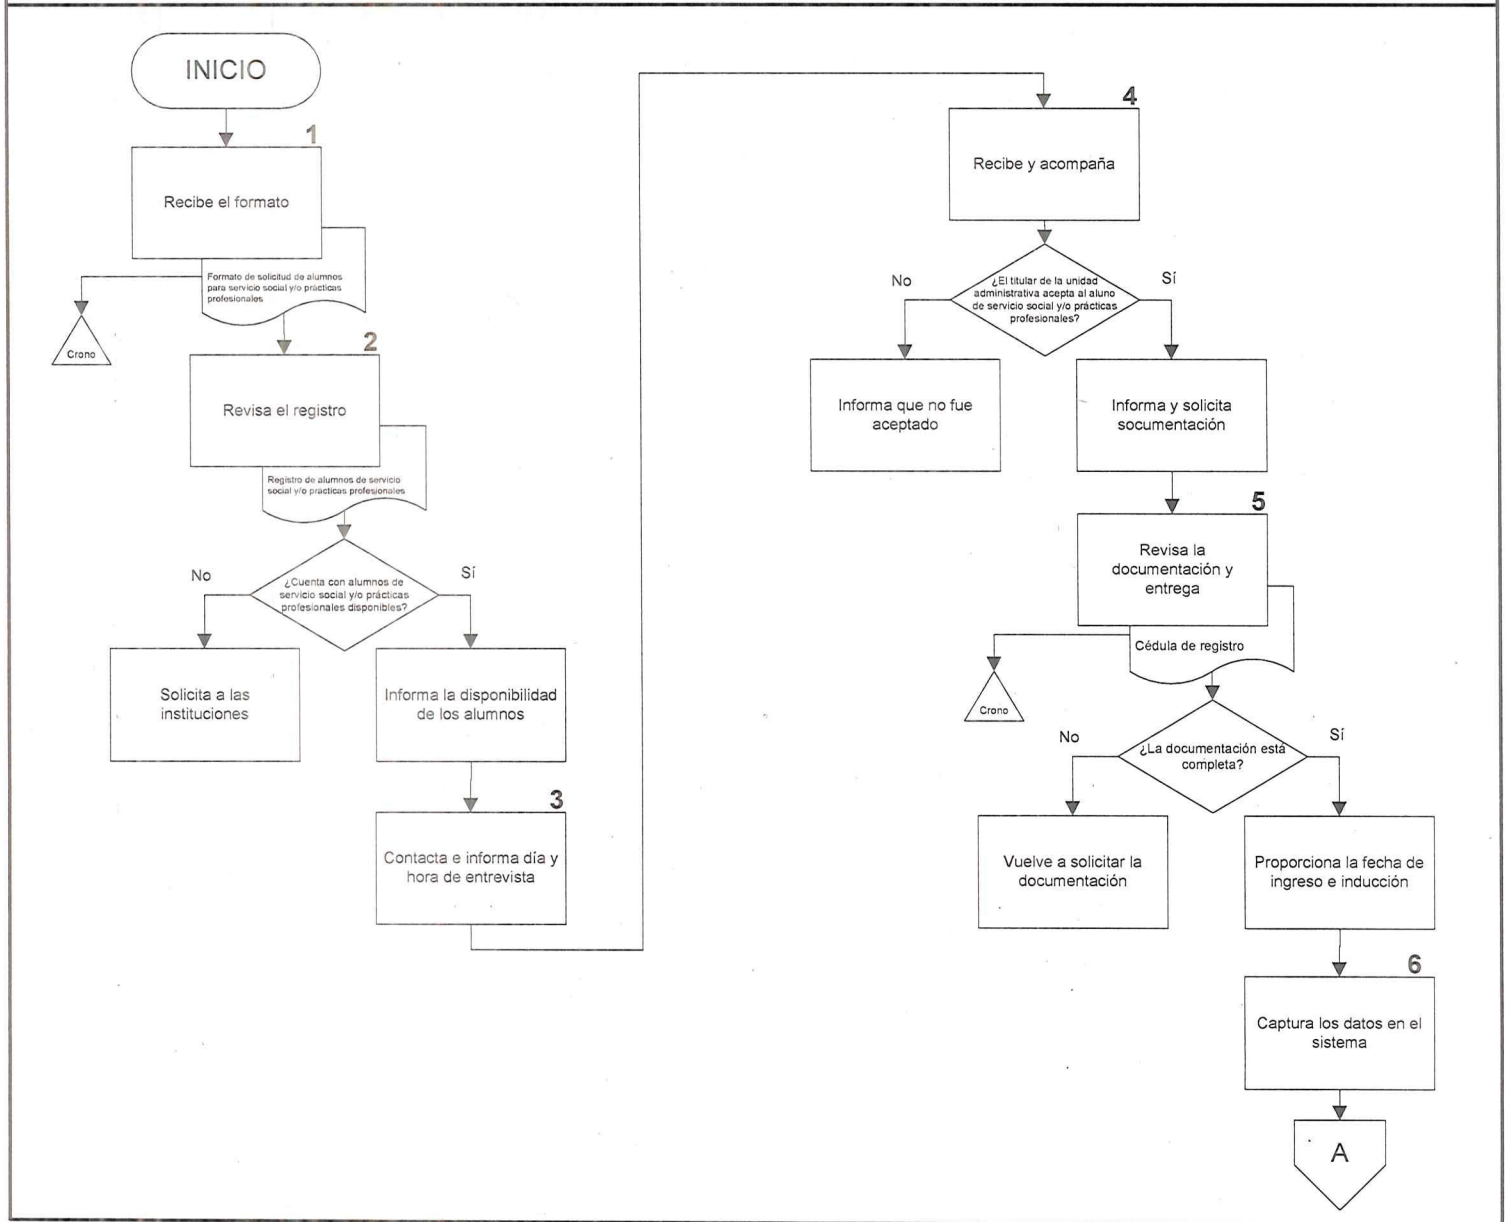 INICIO
1
Recibe el formato
Formato de solicitud de alumnos
para servicio social y/o prácticas
profesionales
Crono
2
Revisa el registro
Registro de alumnos de servicio
social y/o practicas profesionales
¿Cuenta con alumnos de
servicio social y/o prácticas
profesionales disponibles?
No
Sí
Solicita a las
instituciones
Informa la disponibilidad
de los alumnos
3
Contacta e informa día y
hora de entrevista
4
Recibe y acompaña
¿El titular de la unidad
administrativa acepta al aluno
de servicio social y/o prácticas
profesionales?
No
Sí
Informa que no fue
aceptado
Informa y solicita
socumentación
5
Revisa la
documentación y
entrega
Cédula de registro
Crono
¿La documentación está
completa?
No
Sí
Vuelve a solicitar la
documentación
Proporciona la fecha de
ingreso e inducción
6
Captura los datos en el
sistema
A